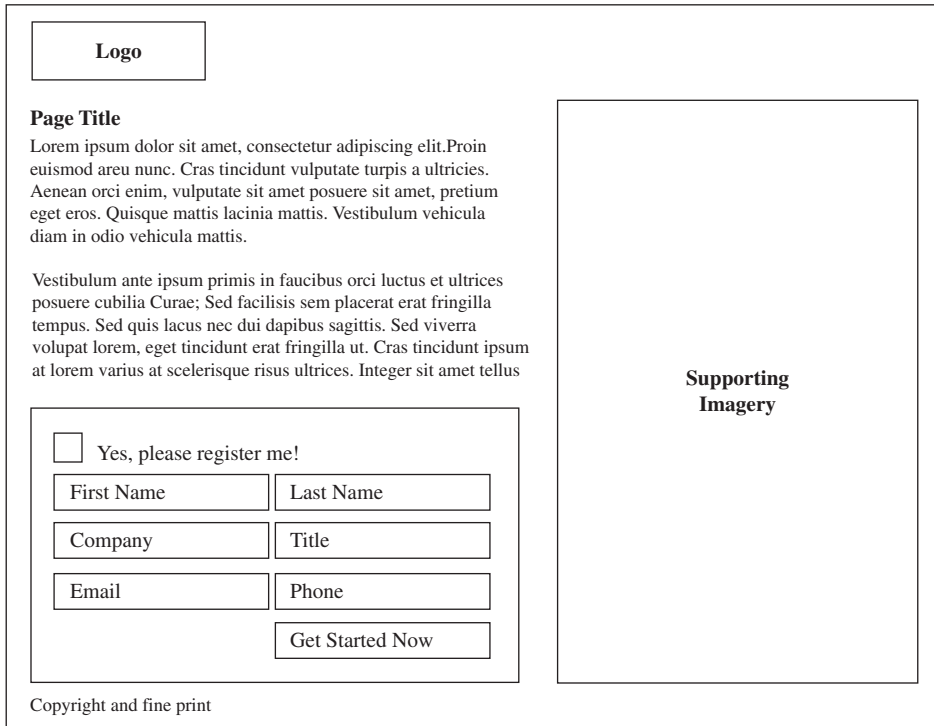 Logo
Page Title
Lorem ipsum dolor sit amet, consectetur adipiscing elit.Proin
euismod areu nunc. Cras tincidunt vulputate turpis a ultricies.
Aenean orci enim, vulputate sit amet posuere sit amet, pretium
eget eros. Quisque mattis lacinia mattis. Vestibulum vehicula
diam in odio vehicula mattis.
Vestibulum ante ipsum primis in faucibus orci luctus et ultrices
posuere cubilia Curae; Sed facilisis sem placerat erat fringilla
tempus. Sed quis lacus nec dui dapibus sagittis. Sed viverra
volupat lorem, eget tincidunt erat fringilla ut. Cras tincidunt ipsum
at lorem varius at scelerisque risus ultrices. Integer sit amet tellus
Yes, please register me!
First Name
Last Name
Company
Title
Email
Phone
Get Started Now
Supporting
Imagery
Copyright and fine print